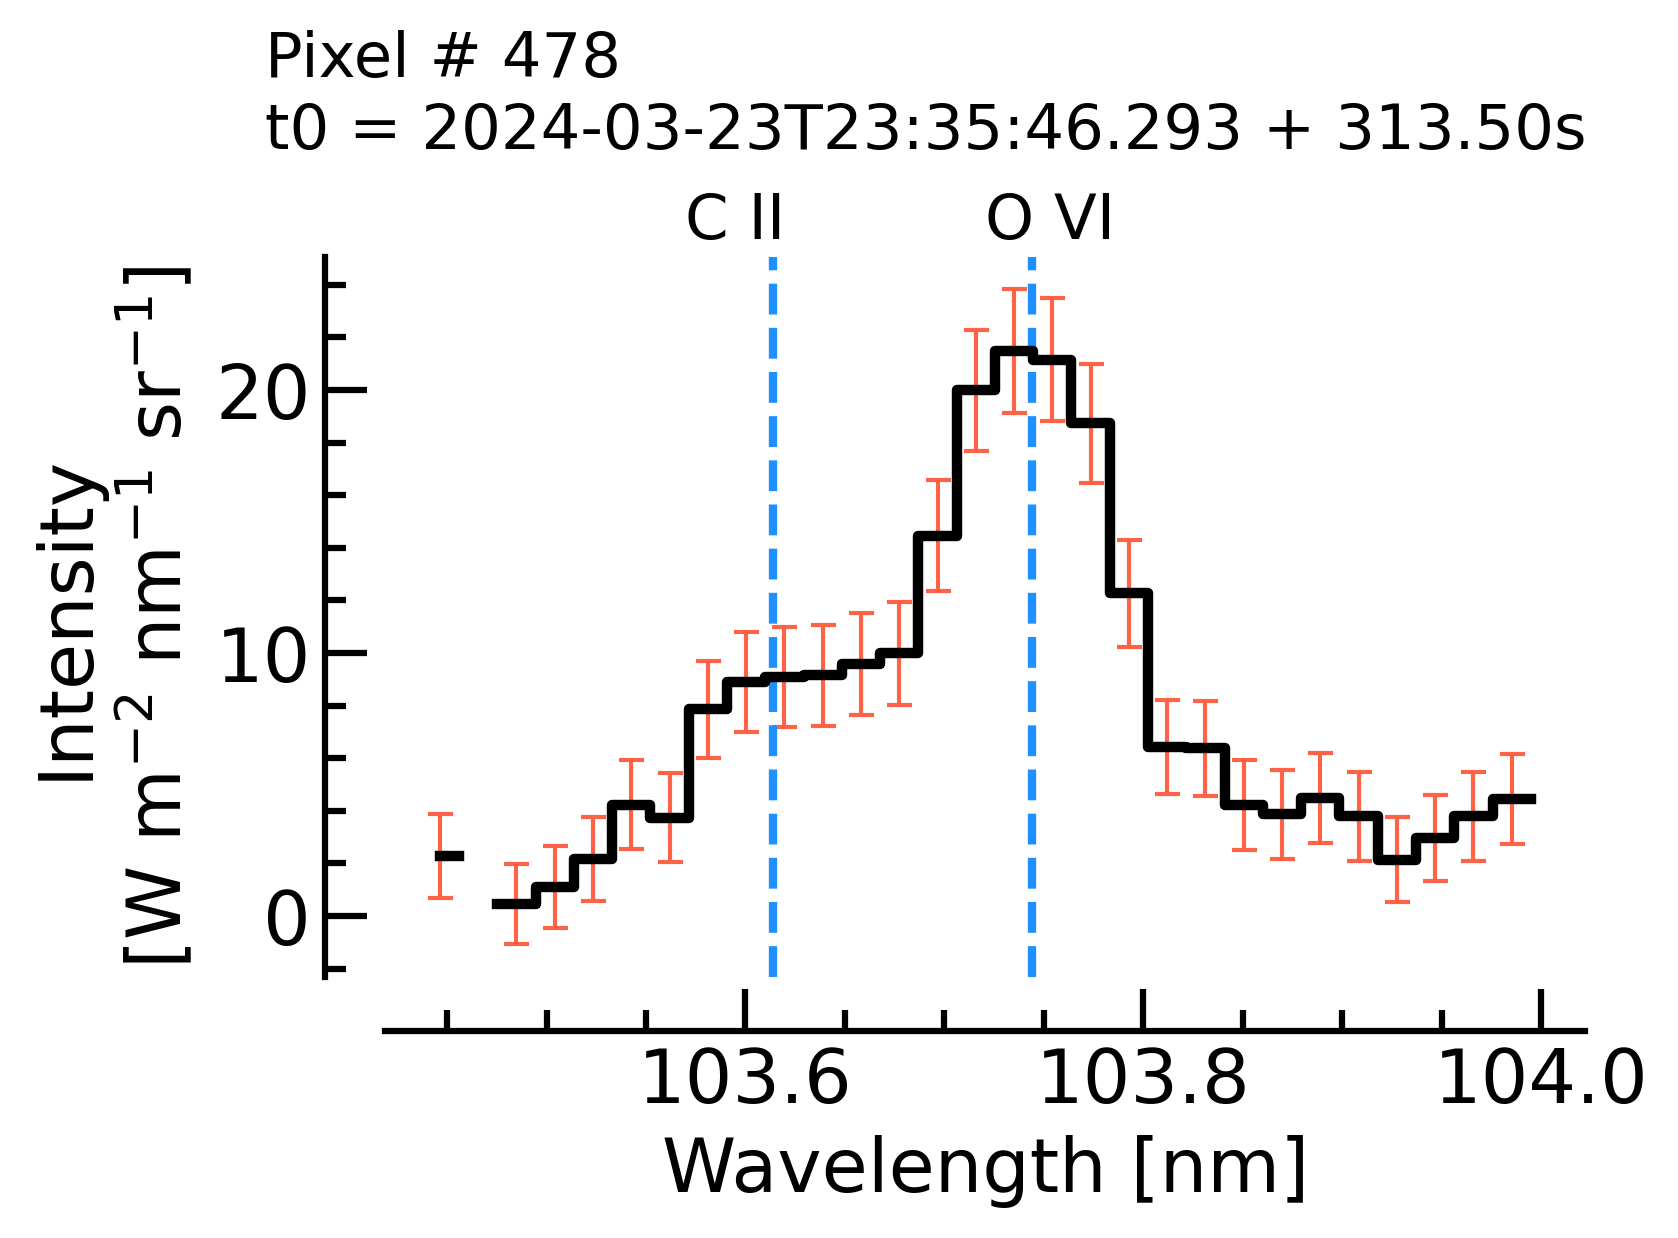 Pixel # 478
t0 = 2024-03-23T23:35:46.293 + 313.50s
C II
O VI
Intensity
[W m⁻² nm⁻¹ sr⁻¹]
20
10
0
103.6
103.8
104.0
Wavelength [nm]